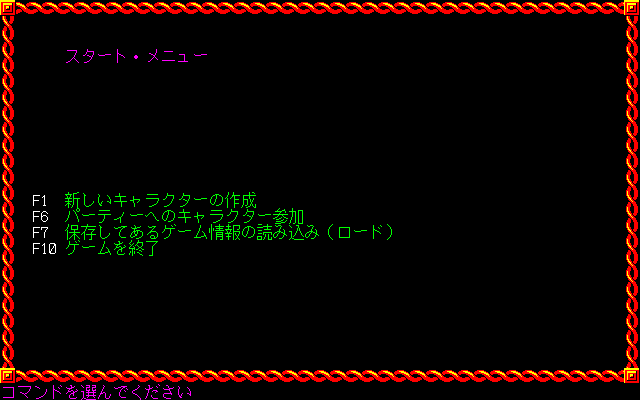 スタート・メニュー
F1 新しいキャラクターの作成
F6 パーティーへのキャラクター参加
F7 保存してあるゲーム情報の読み込み（ロード）
F10 ゲームを終了
コマンドを選んでください